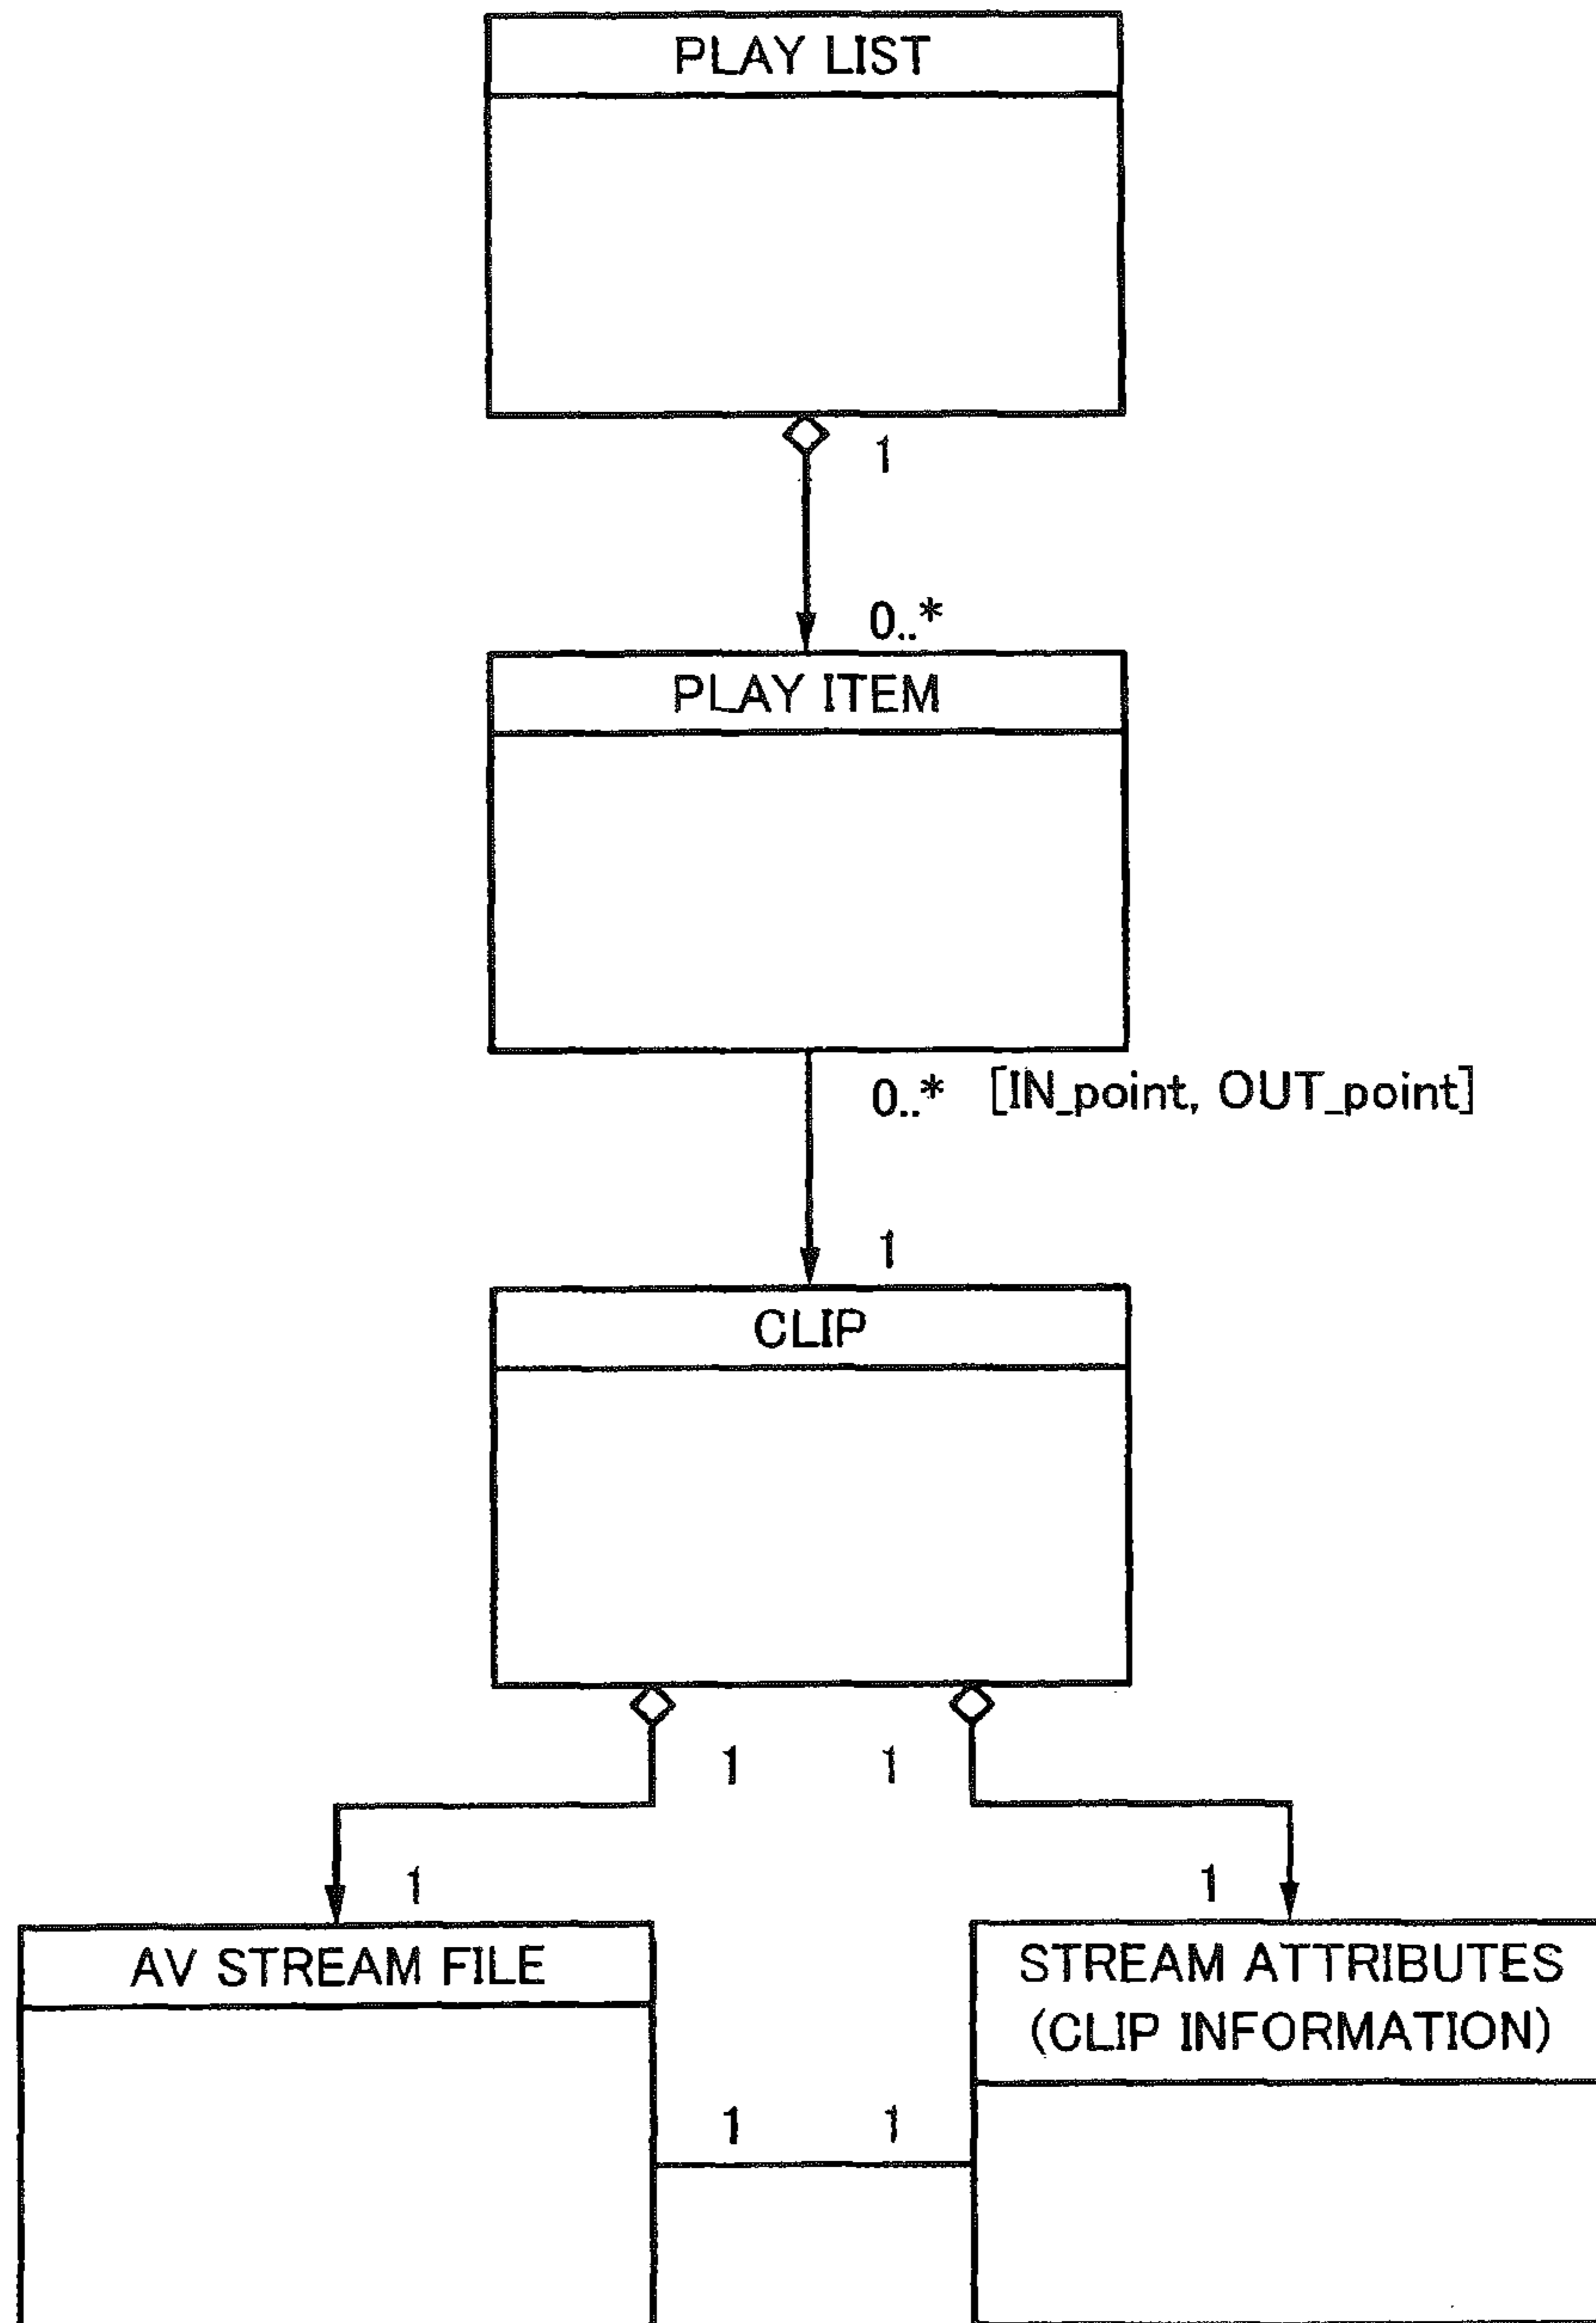 PLAY LIST
1
0..*
PLAY ITEM
0..* [IN_point, OUT_point]
1
CLIP
1 1
1 1
AV STREAM FILE
STREAM ATTRIBUTES
(CLIP INFORMATION)
1 1